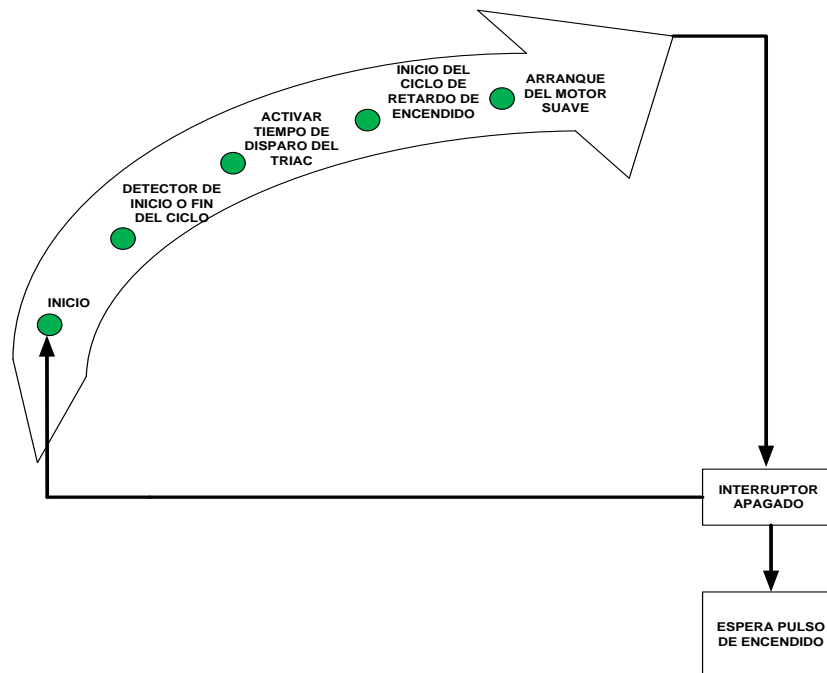 INICIO
DETECTOR DE
INICIO O FIN
DEL CICLO
ACTIVAR
TIEMPO DE
DISPARO DEL
TRIAC
INICIO DEL
CICLO DE
RETARDO DE
ENCENDIDO
ARRANQUE
DEL MOTOR
SUAVE
INTERRUPTOR
APAGADO
ESPERA PULSO
DE ENCENDIDO